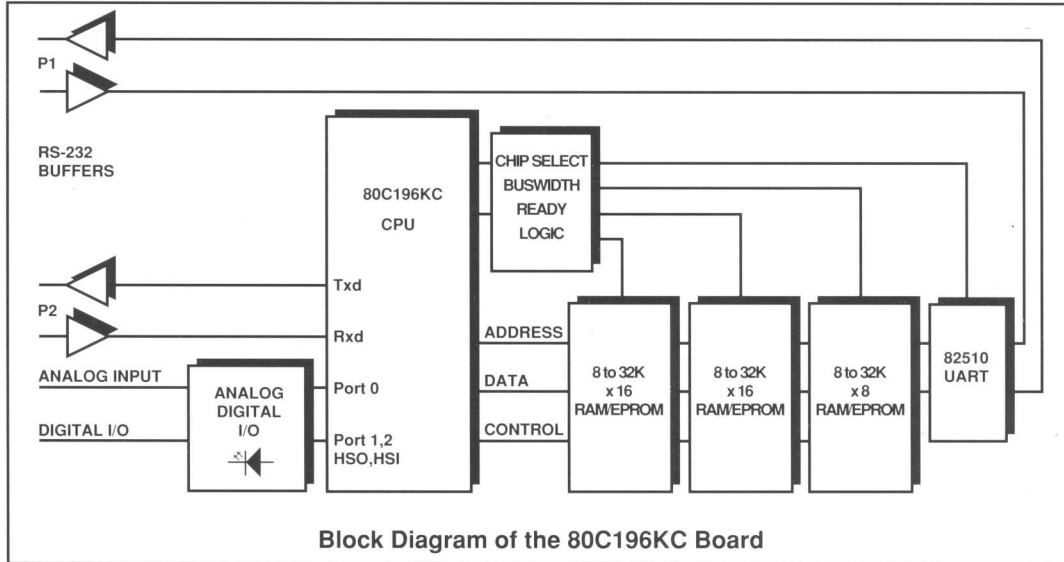 P1
RS-232
BUFFERS
80C196KC
CPU
CHIP SELECT
BUSWIDTH
READY
LOGIC
Txd
P2
Rxd
ADDRESS
ANALOG INPUT
Port 0
DATA
DIGITAL I/O
ANALOG
DIGITAL
I/O
Port 1,2
HSO,HSI
CONTROL
8 to 32K
x 16
RAM/EPROM
8 to 32K
x 16
RAM/EPROM
8 to 32K
x 8
RAM/EPROM
82510
UART
Block Diagram of the 80C196KC Board